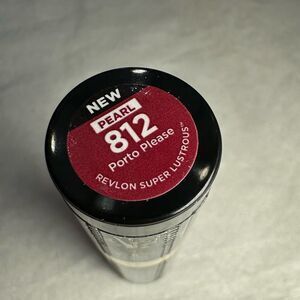 NEW
PEARL
812
Porto Please
REVLON SUPER LUSTROUS™